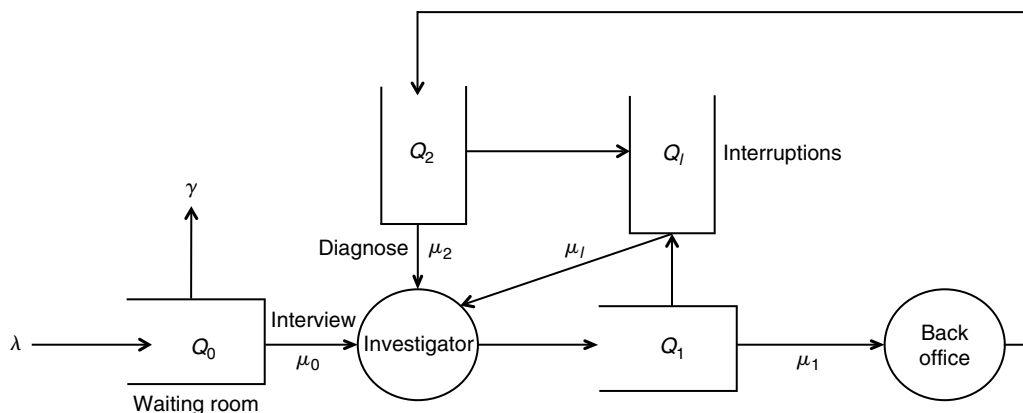 Q2
QI
Interruptions
γ
Diagnose
μ2
μI
λ
Q0
Interview
μ0
Investigator
Q1
μ1
Back
office
Waiting room